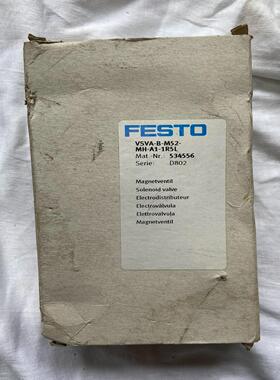 FESTO
VSVA-B-M52-
MH-A1-1R5L
Mat.-Nr.: 534556
Serie: D802
Magnetventil
Solenoid valve
Electrodistributeur
Electroválvula
Elettrovalvola
Magnetventil